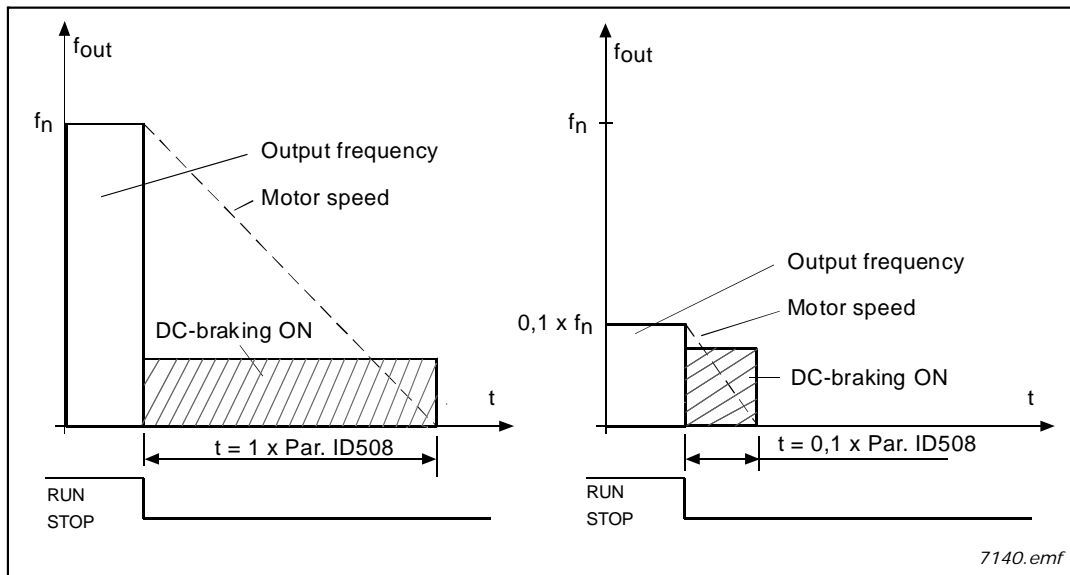 fout
fn
Output frequency
Motor speed
DC-braking ON
t
t = 1 x Par. ID508
RUN
STOP
fout
fn
Output frequency
Motor speed
0,1 x fn
DC-braking ON
t
t = 0,1 x Par. ID508
RUN
STOP
7140.emf